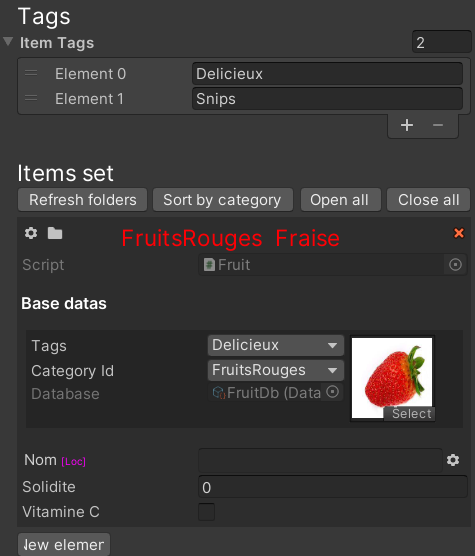 Tags
Item Tags 2
Element 0 Delicieux
Element 1 Snips
+ −
Items set
Refresh folders Sort by category Open all Close all
FruitsRouges Fraise
Script Fruit
Base datas
Tags Delicieux
Category Id FruitsRouges
Database FruitDb (Data
Select
Nom [Loc]
Solidite 0
Vitamine C
New elemen